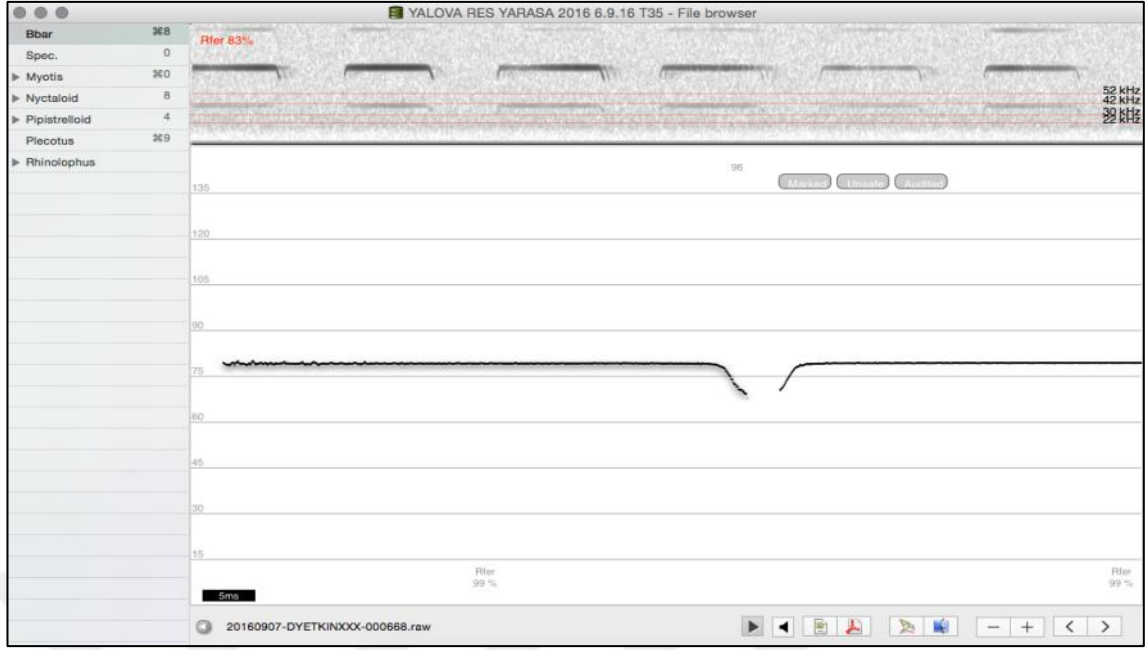 YALOVA RES YARASA 2016 6.9.16 T35 - File browser
Bbar ⌘8
Spec. 0
Myotis ⌘0
Nyctaloid 8
Pipistrelloid 4
Plecotus ⌘9
Rhinolophus
Rfer 83%
52 kHz
42 kHz
30 kHz
22 kHz
96
Marked Unsafe Audited
135
120
105
90
75
60
45
30
15
Rfer
99 %
Rfer
99 %
5ms
20160907-DYETKINXXX-000668.raw